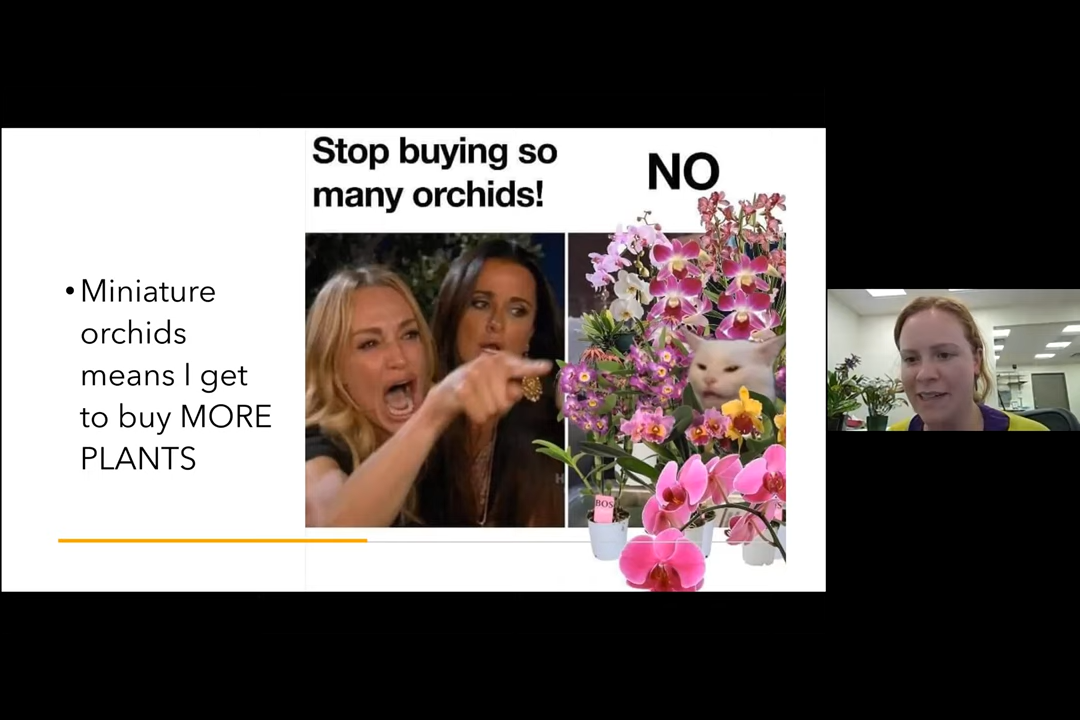 Stop buying so
many orchids!
NO
• Miniature
orchids
means I get
to buy MORE
PLANTS
BOS